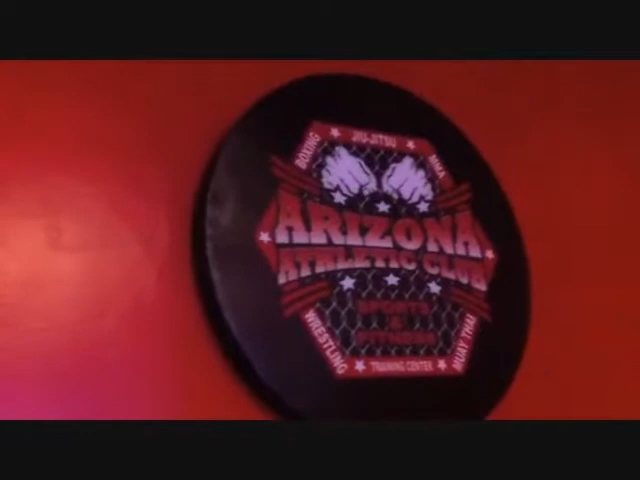 BOXING
JIU-JITSU
MMA
ARIZONA
ATHLETIC CLUB
SPORTS
&
FITNESS
WRESTLING
TRAINING CENTER
MUAY THAI